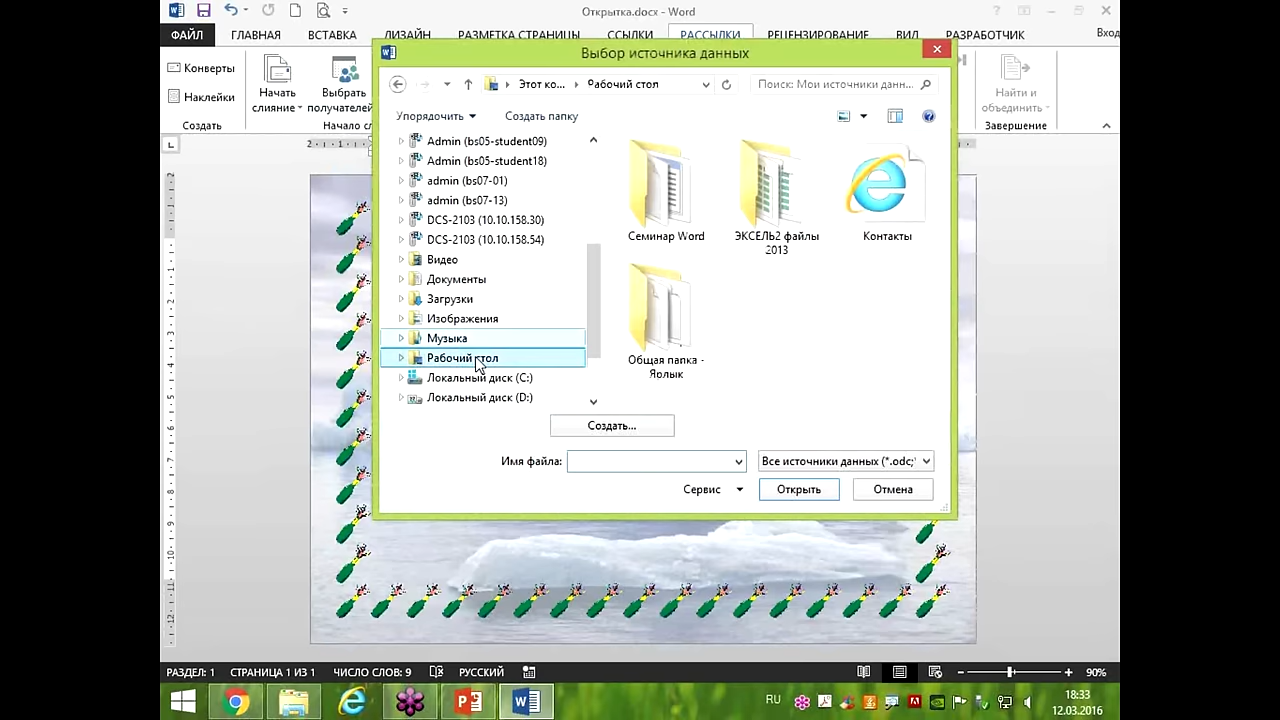 Открытка.docx - Word
ФАЙЛ ГЛАВНАЯ ВСТАВКА ДИЗАЙН РАЗМЕТКА СТРАНИЦЫ ССЫЛКИ РАССЫЛКИ РЕЦЕНЗИРОВАНИЕ ВИД РАЗРАБОТЧИК Вход
Конверты
Наклейки
Создать
Начать
слияние
Выбрать
получателей
Начало сл
Найти и
объединить
Завершение
Выбор источника данных
Этот ко... Рабочий стол
Поиск: Мои источники данн...
Упорядочить Создать папку
Admin (bs05-student09)
Admin (bs05-student18)
admin (bs07-01)
admin (bs07-13)
DCS-2103 (10.10.158.30)
DCS-2103 (10.10.158.54)
Видео
Документы
Загрузки
Изображения
Музыка
Рабочий стол
Локальный диск (C:)
Локальный диск (D:)
Семинар Word
ЭКСЕЛЬ2 файлы
2013
Контакты
Общая папка -
Ярлык
Создать...
Имя файла:
Все источники данных (*.odc;
Сервис Открыть Отмена
РАЗДЕЛ: 1 СТРАНИЦА 1 ИЗ 1 ЧИСЛО СЛОВ: 9 РУССКИЙ 90%
RU
18:33
12.03.2016